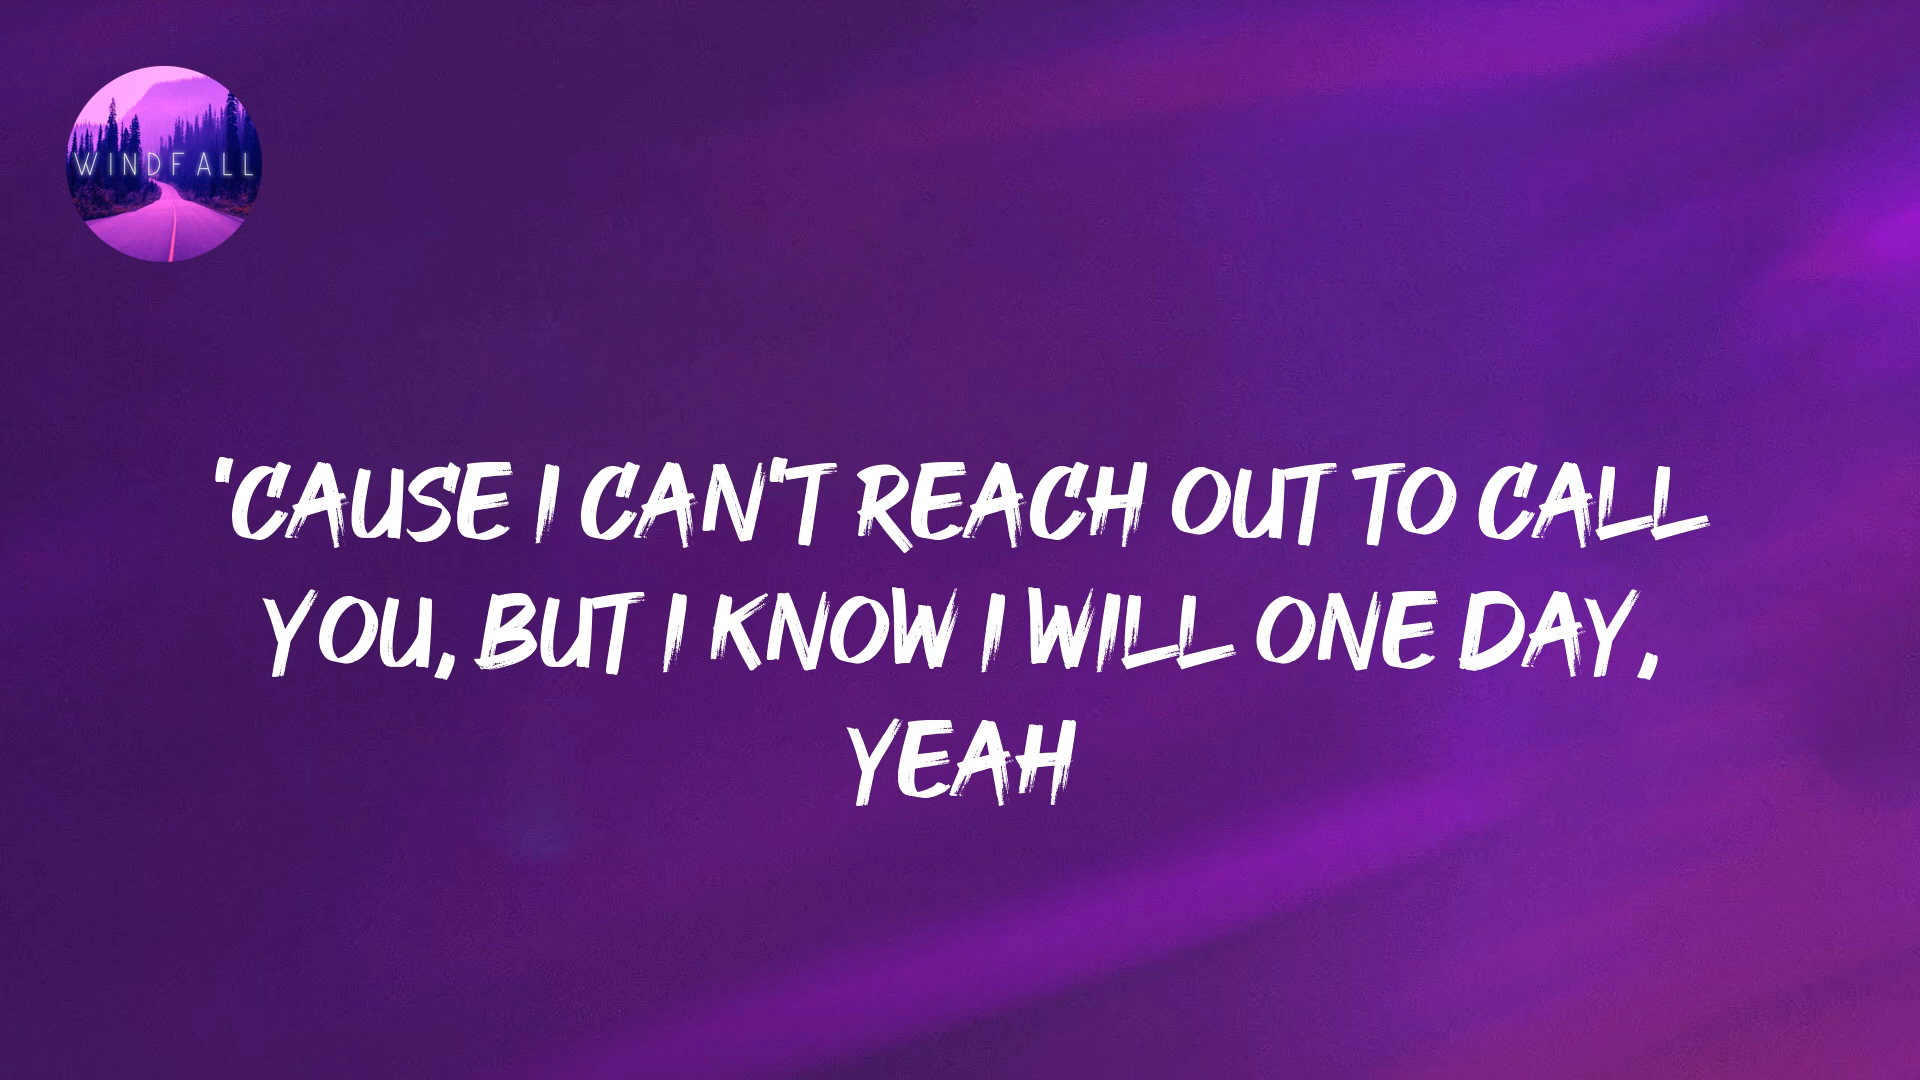 WINDFALL
'CAUSE I CAN'T REACH OUT TO CALL
YOU, BUT I KNOW I WILL ONE DAY,
YEAH